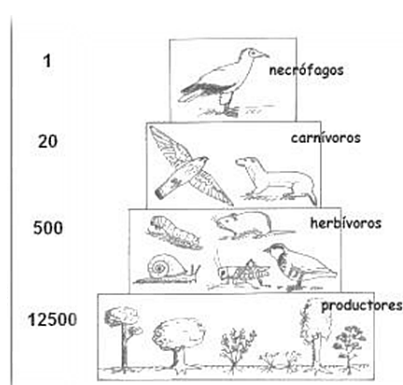 1
necrófagos
20
carnívoros
500
herbívoros
12500
productores